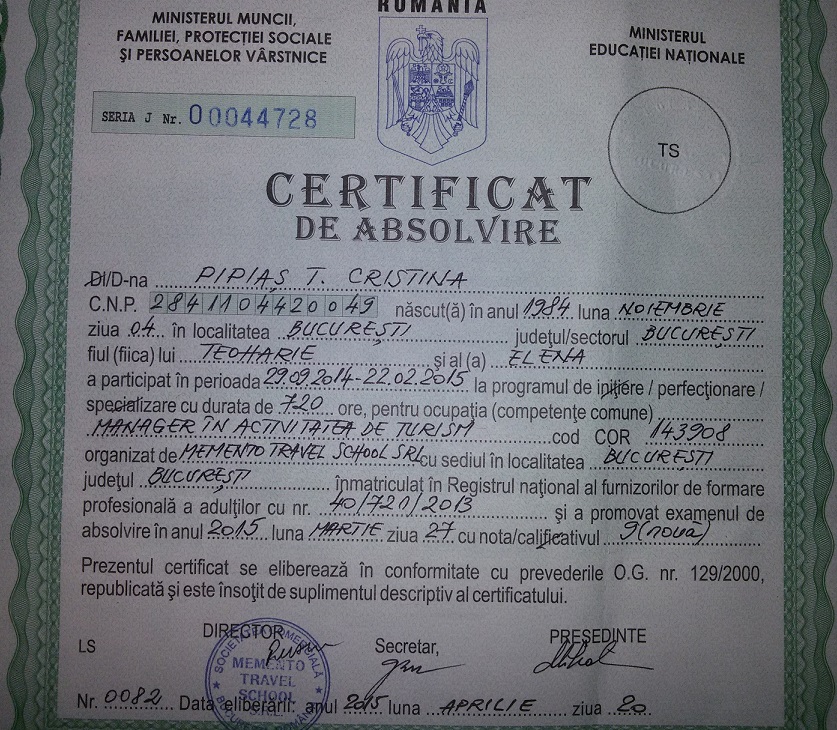 ROMANIA
MINISTERUL MUNCII,
FAMILIEI, PROTECȚIEI SOCIALE
ȘI PERSOANELOR VÂRSTNICE
MINISTERUL
EDUCAȚIEI NAȚIONALE
SERIA J Nr. 00044728
TS
CERTIFICAT
DE ABSOLVIRE
Dl/D-na PIPIAȘ T. CRISTINA
C.N.P. 2841104420049 născut(ă) în anul 1984 luna NOIEMBRIE
ziua 04 în localitatea BUCUREȘTI județul/sectorul BUCUREȘTI
fiul (fiica) lui TEOHARIE și al (a) ELENA
a participat în perioada 29.09.2014-22.02.2015 la programul de inițiere / perfecționare /
specializare cu durata de 720 ore, pentru ocupația (competențe comune)
MANAGER ÎN ACTIVITATEA DE TURISM cod COR 143908
organizat de MEMENTO TRAVEL SCHOOL SRL cu sediul în localitatea BUCUREȘTI
județul BUCUREȘTI înmatriculat în Registrul național al furnizorilor de formare
profesională a adulților cu nr. 40/720/2013 și a promovat examenul de
absolvire în anul 2015 luna MARTIE ziua 27 cu nota/calificativul 9(nouă)
Prezentul certificat se eliberează în conformitate cu prevederile O.G. nr. 129/2000,
republicată și este însoțit de suplimentul descriptiv al certificatului.
LS DIRECTOR Secretar, PREȘEDINTE
SOCIETATEA COMERCIALĂ
MEMENTO
TRAVEL
SCHOOL
S.R.L.
Nr. 0082 Data eliberării: anul 2015 luna APRILIE ziua 20